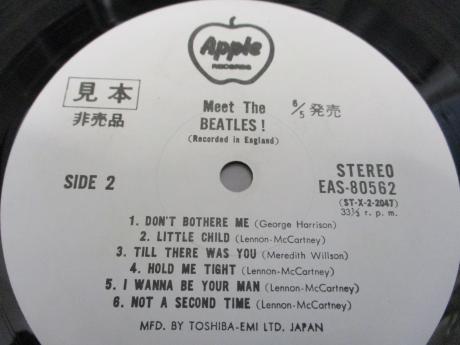 Apple
RECORDS
見本
非売品
Meet The
BEATLES!
(Recorded in England)
6/5 発売
SIDE 2
STEREO
EAS-80562
(ST-X-2-2047)
33⅓ r. p. m.
1. DON'T BOTHERE ME (George Harrison)
2. LITTLE CHILD (Lennon-McCartney)
3. TILL THERE WAS YOU (Meredith Willson)
4. HOLD ME TIGHT (Lennon-McCartney)
5. I WANNA BE YOUR MAN (Lennon-McCartney)
6. NOT A SECOND TIME (Lennon-McCartney)
MFD. BY TOSHIBA-EMI LTD. JAPAN